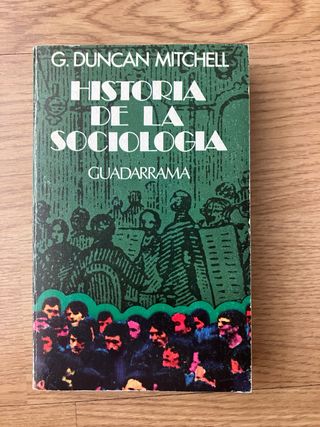 G. DUNCAN MITCHELL
HISTORIA
DE LA
SOCIOLOGIA
GUADARRAMA